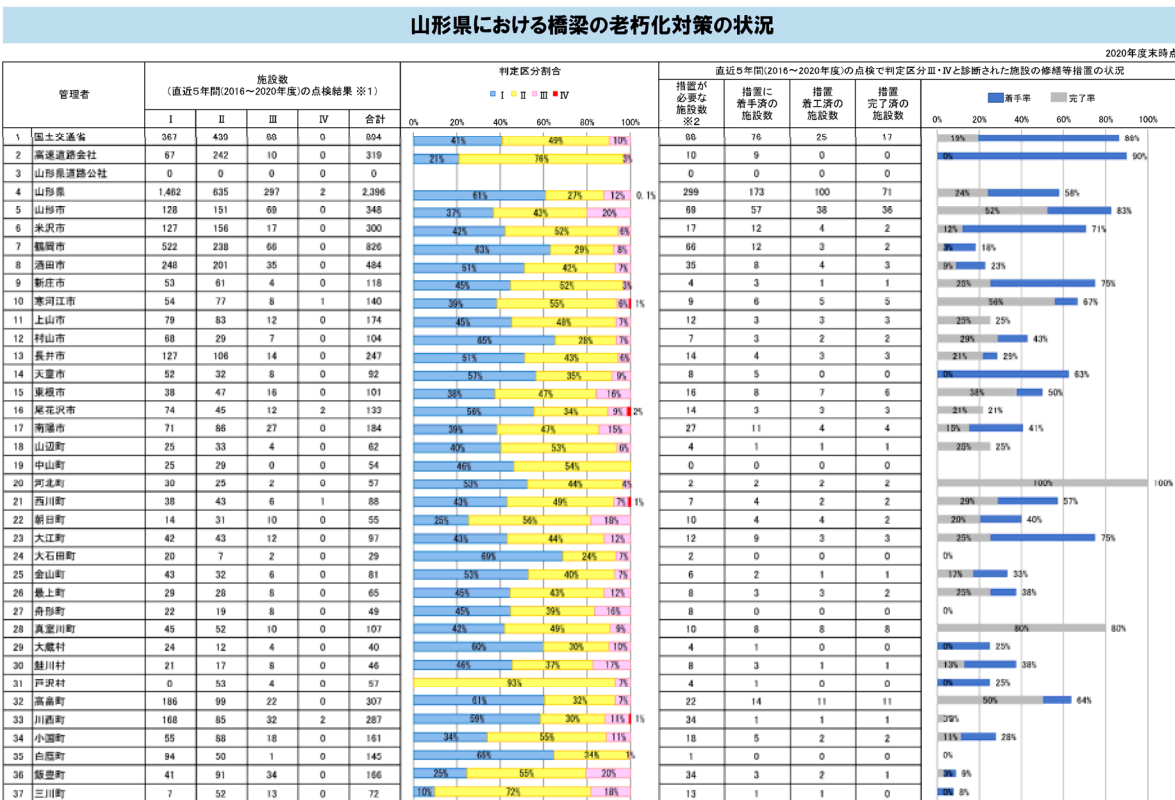 山形県における橋梁の老朽化対策の状況
2020年度末時点
管理者 施設数 (直近5年間(2016～2020年度)の点検結果 ※1) 判定区分割合 直近5年間(2016～2020年度)の点検で判定区分Ⅲ・Ⅳと診断された施設の修繕等措置の状況
Ⅰ Ⅱ Ⅲ Ⅳ 合計 Ⅰ Ⅱ Ⅲ Ⅳ 措置が必要な施設数※2 措置に着手済の施設数 措置着工済の施設数 措置完了済の施設数 着手率 完了率
0% 20% 40% 60% 80% 100% 0% 20% 40% 60% 80% 100%
1 国土交通省 367 439 88 0 894 41% 49% 10% 88 76 25 17 19% 86%
2 高速道路会社 67 242 10 0 319 21% 76% 3% 10 9 0 0 0% 90%
3 山形県道路公社 0 0 0 0 0 0 0 0 0
4 山形県 1,462 635 297 2 2,396 61% 27% 12% 0.1% 299 173 100 71 24% 58%
5 山形市 128 151 69 0 348 37% 43% 20% 69 57 38 36 52% 83%
6 米沢市 127 156 17 0 300 42% 52% 6% 17 12 4 2 12% 71%
7 鶴岡市 522 238 66 0 826 63% 29% 8% 66 12 3 2 3% 18%
8 酒田市 248 201 35 0 484 51% 42% 7% 35 8 4 3 9% 23%
9 新庄市 53 61 4 0 118 45% 52% 3% 4 3 1 1 25% 75%
10 寒河江市 54 77 8 1 140 39% 55% 6% 1% 9 6 5 5 56% 67%
11 上山市 79 83 12 0 174 45% 48% 7% 12 3 3 3 25% 25%
12 村山市 68 29 7 0 104 65% 28% 7% 7 3 2 2 29% 43%
13 長井市 127 106 14 0 247 51% 43% 6% 14 4 3 3 21% 29%
14 天童市 52 32 8 0 92 57% 35% 9% 8 5 0 0 0% 63%
15 東根市 38 47 16 0 101 38% 47% 16% 16 8 7 6 38% 50%
16 尾花沢市 74 45 12 2 133 56% 34% 9% 2% 14 3 3 3 21% 21%
17 南陽市 71 86 27 0 184 39% 47% 15% 27 11 4 4 15% 41%
18 山辺町 25 33 4 0 62 40% 53% 6% 4 1 1 1 25% 25%
19 中山町 25 29 0 0 54 46% 54% 0 0 0 0
20 河北町 30 25 2 0 57 53% 44% 4% 2 2 2 2 100% 100%
21 西川町 38 43 6 1 88 43% 49% 7% 1% 7 4 2 2 29% 57%
22 朝日町 14 31 10 0 55 25% 56% 18% 10 4 4 2 20% 40%
23 大江町 42 43 12 0 97 43% 44% 12% 12 9 3 3 25% 75%
24 大石田町 20 7 2 0 29 69% 24% 7% 2 0 0 0 0%
25 金山町 43 32 6 0 81 53% 40% 7% 6 2 1 1 17% 33%
26 最上町 29 28 8 0 65 45% 43% 12% 8 3 3 2 25% 38%
27 舟形町 22 19 8 0 49 45% 39% 16% 8 0 0 0 0%
28 真室川町 45 52 10 0 107 42% 49% 9% 10 8 8 8 80% 80%
29 大蔵村 24 12 4 0 40 60% 30% 10% 4 1 0 0 0% 25%
30 鮭川村 21 17 8 0 46 46% 37% 17% 8 3 1 1 13% 38%
31 戸沢村 0 53 4 0 57 93% 7% 4 1 0 0 0% 25%
32 高畠町 186 99 22 0 307 61% 32% 7% 22 14 11 11 50% 64%
33 川西町 168 85 32 2 287 59% 30% 11% 1% 34 1 1 1 3% 3%
34 小国町 55 88 18 0 161 34% 55% 11% 18 5 2 2 11% 28%
35 白鷹町 94 50 1 0 145 65% 34% 1% 1 0 0 0 0%
36 飯豊町 41 91 34 0 166 25% 55% 20% 34 3 2 1 3% 9%
37 三川町 7 52 13 0 72 10% 72% 18% 13 1 1 0 0% 8%